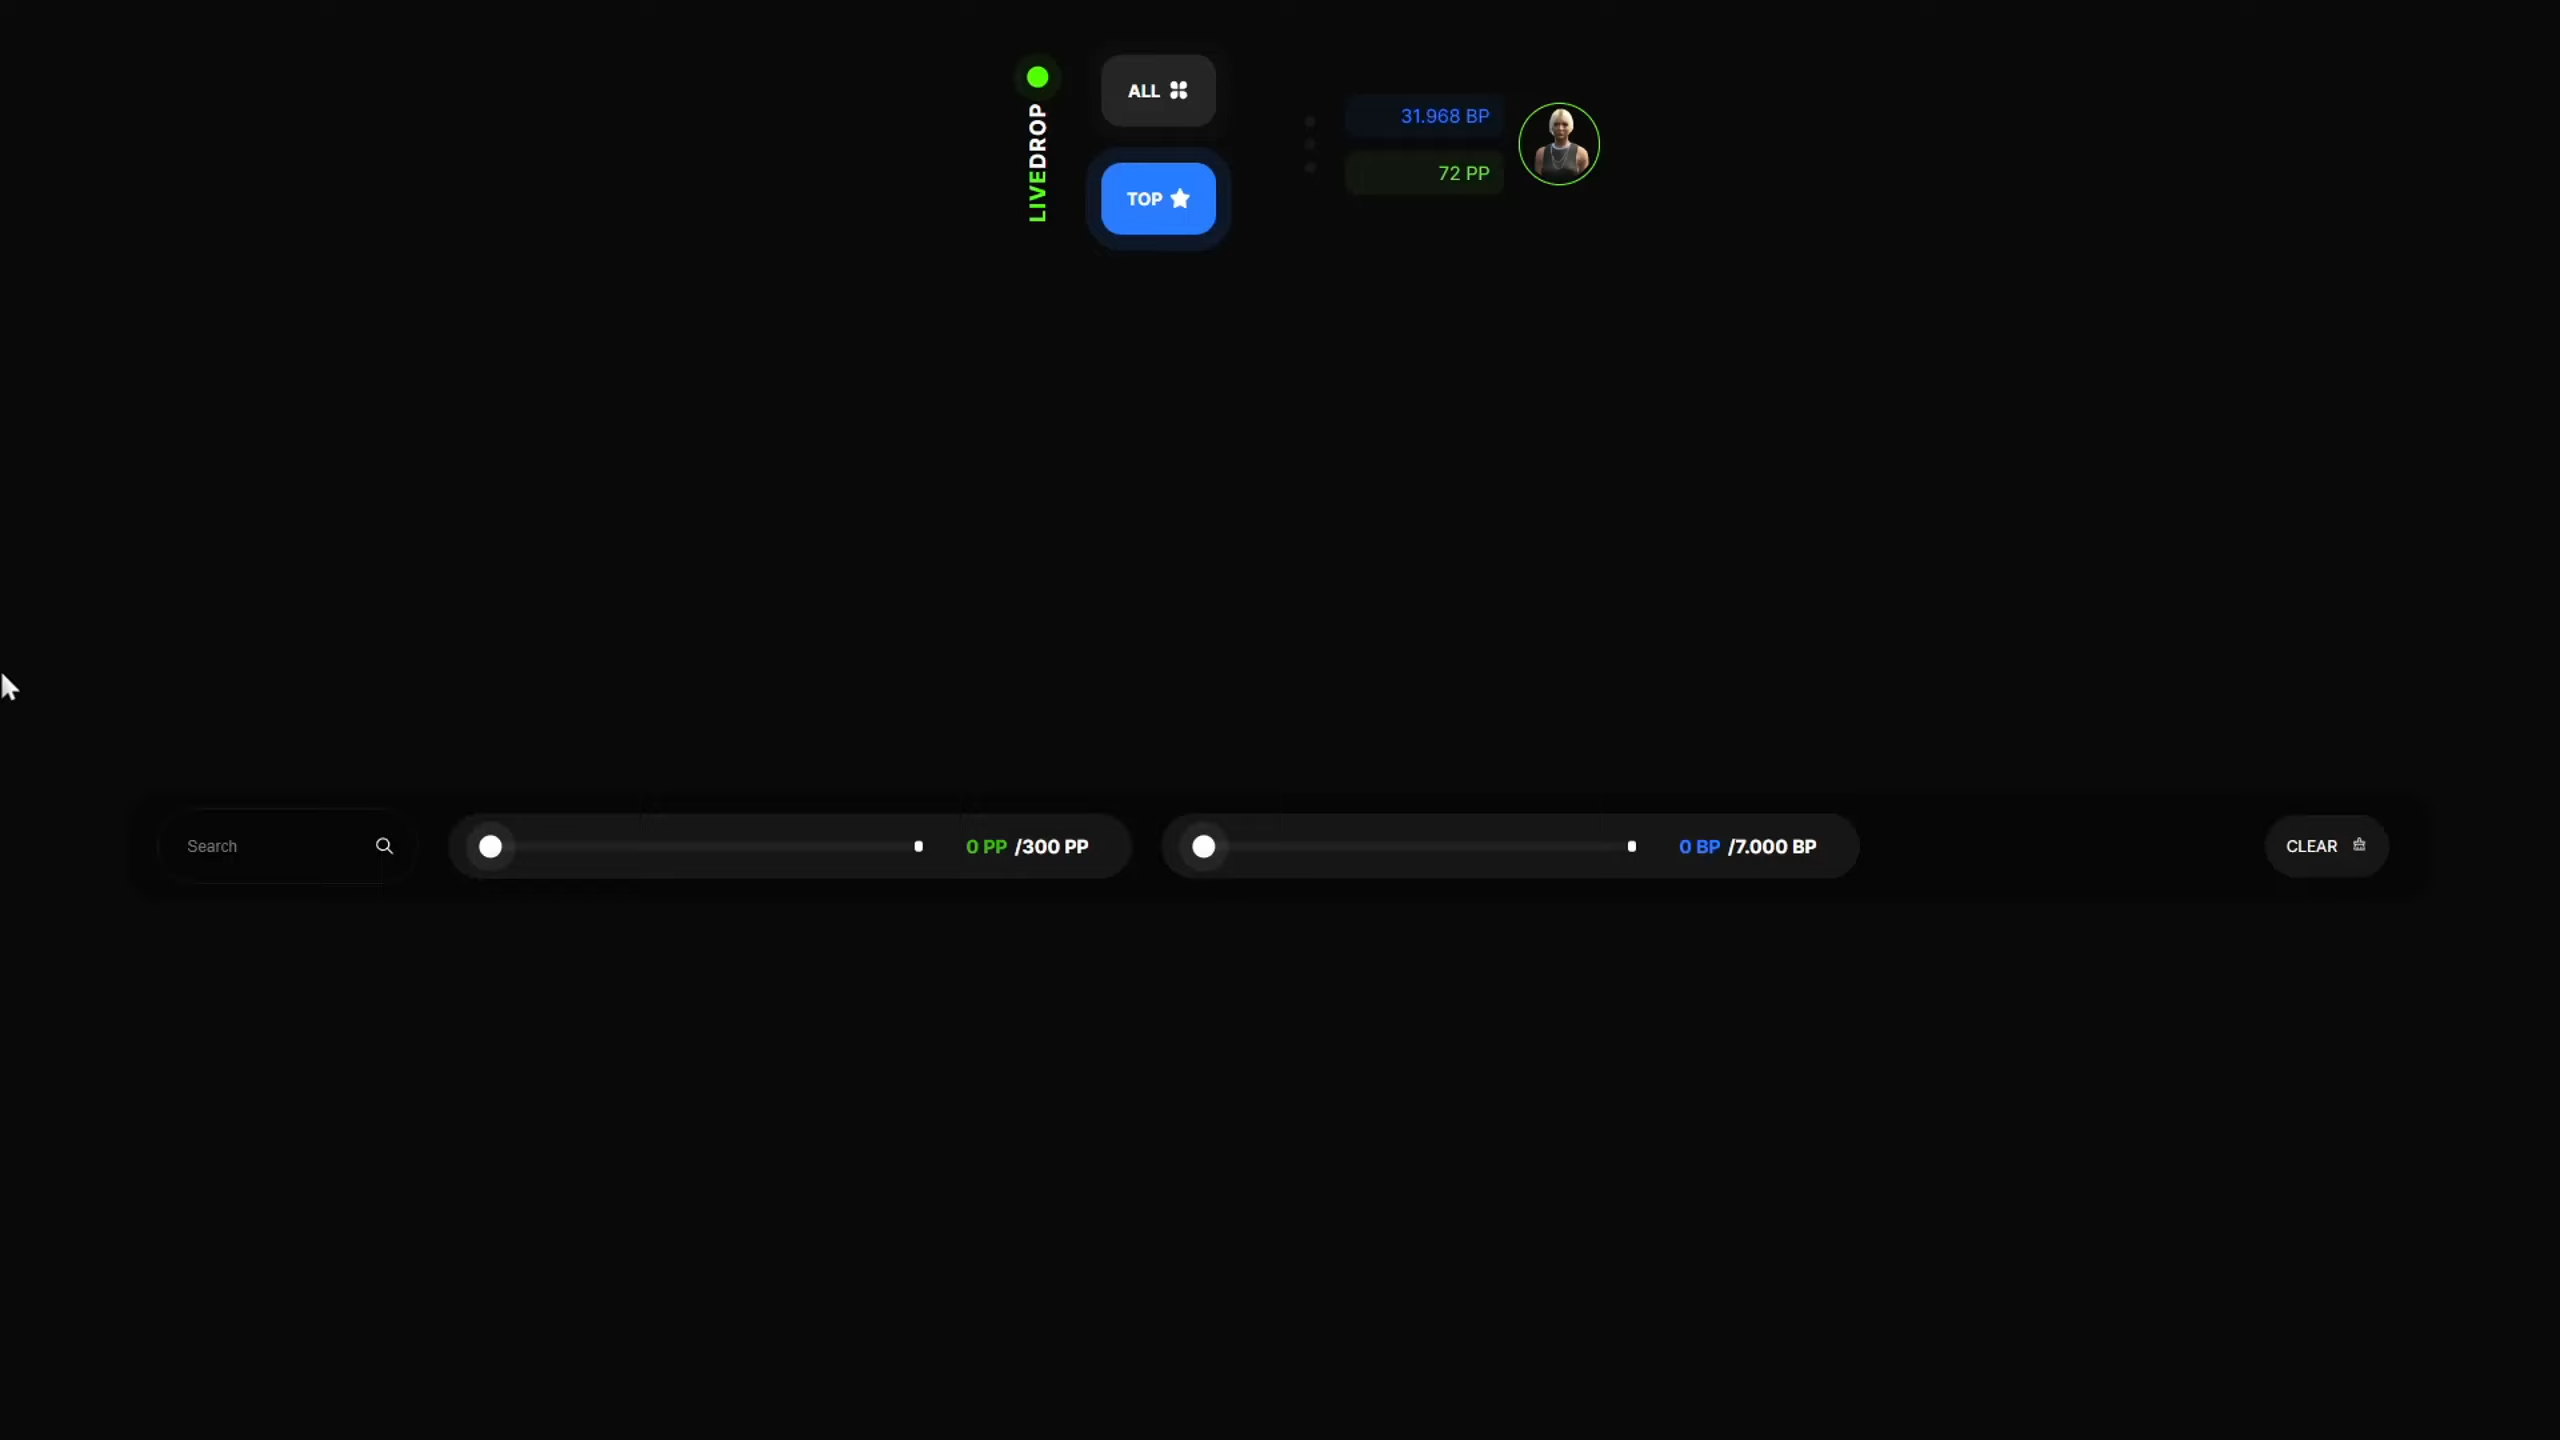 LIVEDROP
ALL
TOP
31.968 BP
72 PP
Search
0 PP /300 PP
0 BP /7.000 BP
CLEAR